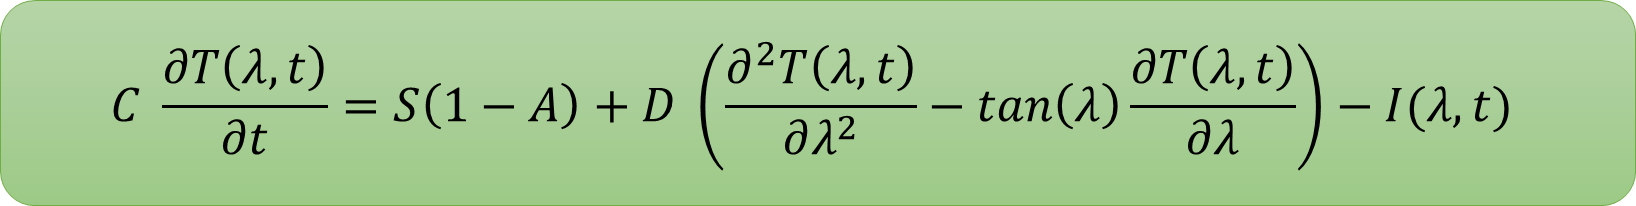 C ∂T(λ,t)/∂t = S(1 − A) + D (∂²T(λ,t)/∂λ² − tan(λ) ∂T(λ,t)/∂λ) − I(λ,t)